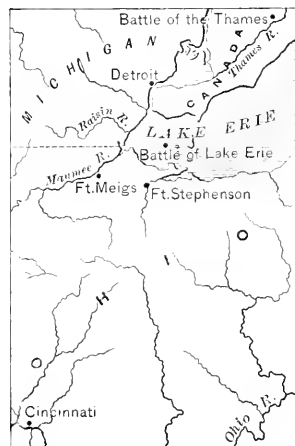 Battle of the Thames
MICHIGAN
CANADA
Thames R.
Detroit
Raisin R.
LAKE ERIE
Maumee R.
Battle of Lake Erie
Ft. Meigs
Ft. Stephenson
OHIO
Cincinnati
Ohio R.